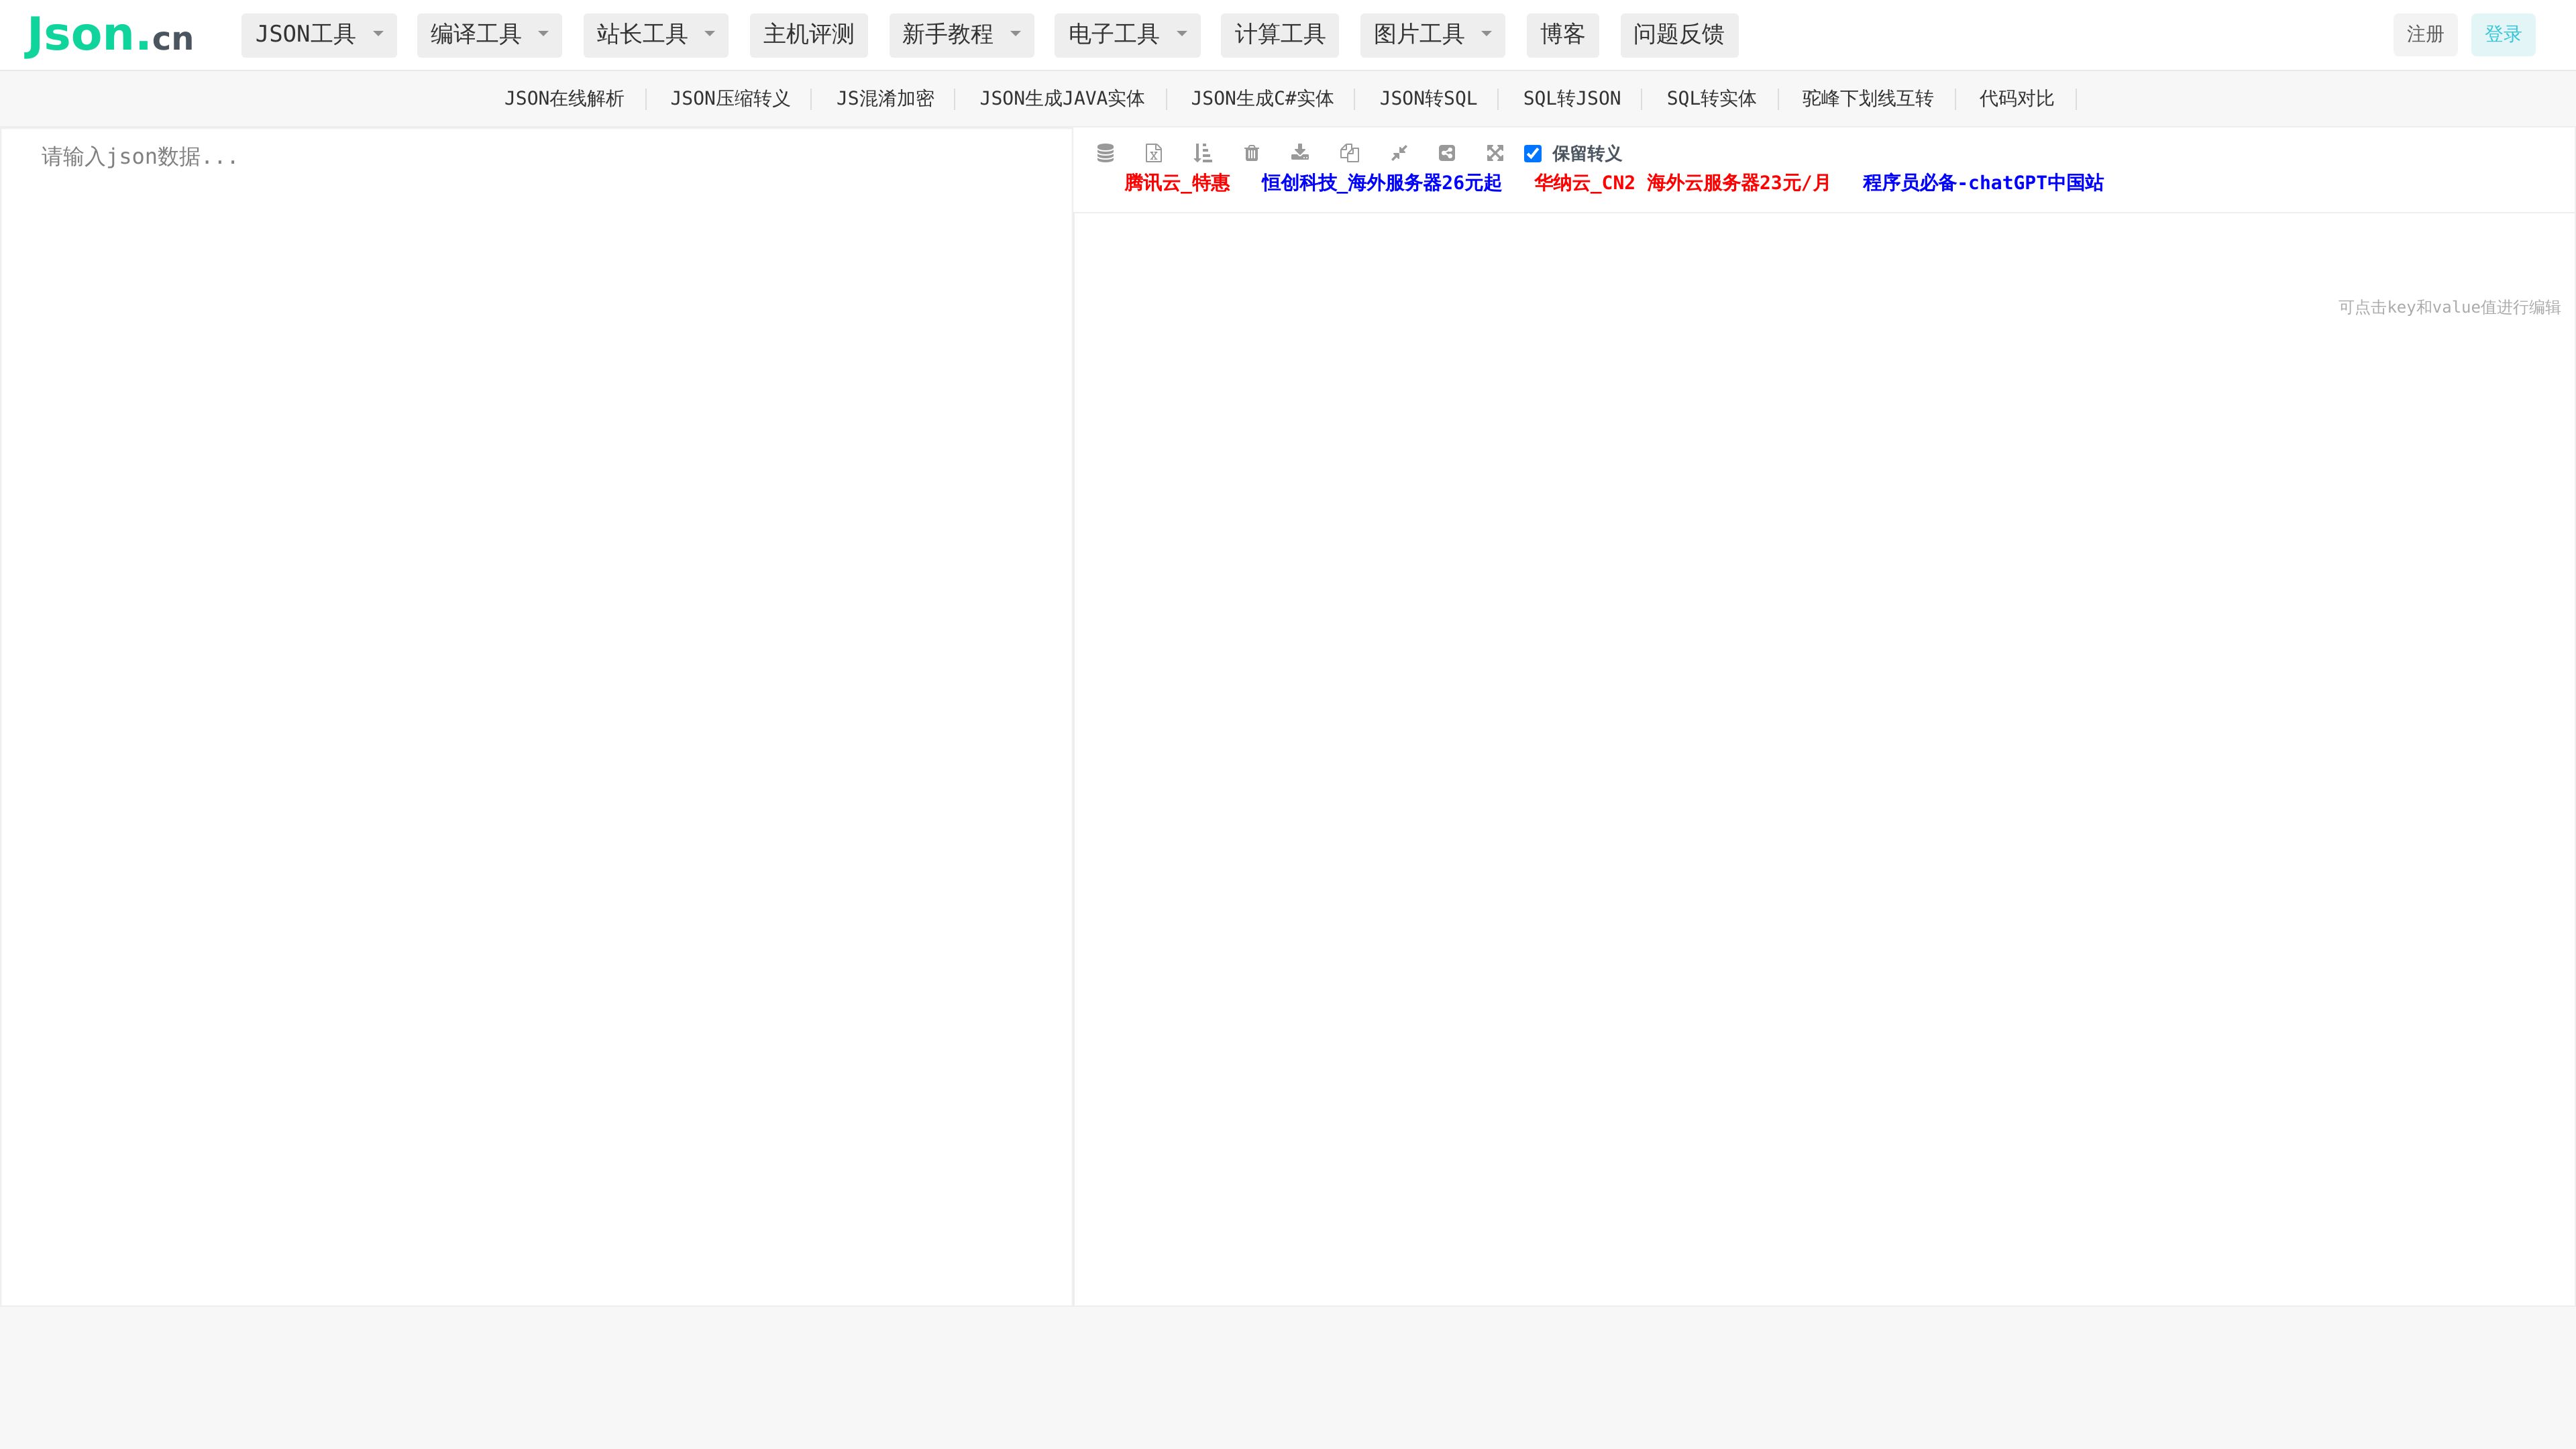 Json.cn JSON工具 编译工具 站长工具 主机评测 新手教程 电子工具 计算工具 图片工具 博客 问题反馈 注册 登录
JSON在线解析 JSON压缩转义 JS混淆加密 JSON生成JAVA实体 JSON生成C#实体 JSON转SQL SQL转JSON SQL转实体 驼峰下划线互转 代码对比
请输入json数据...
保留转义
腾讯云_特惠 恒创科技_海外服务器26元起 华纳云_CN2 海外云服务器23元/月 程序员必备-chatGPT中国站
可点击key和value值进行编辑